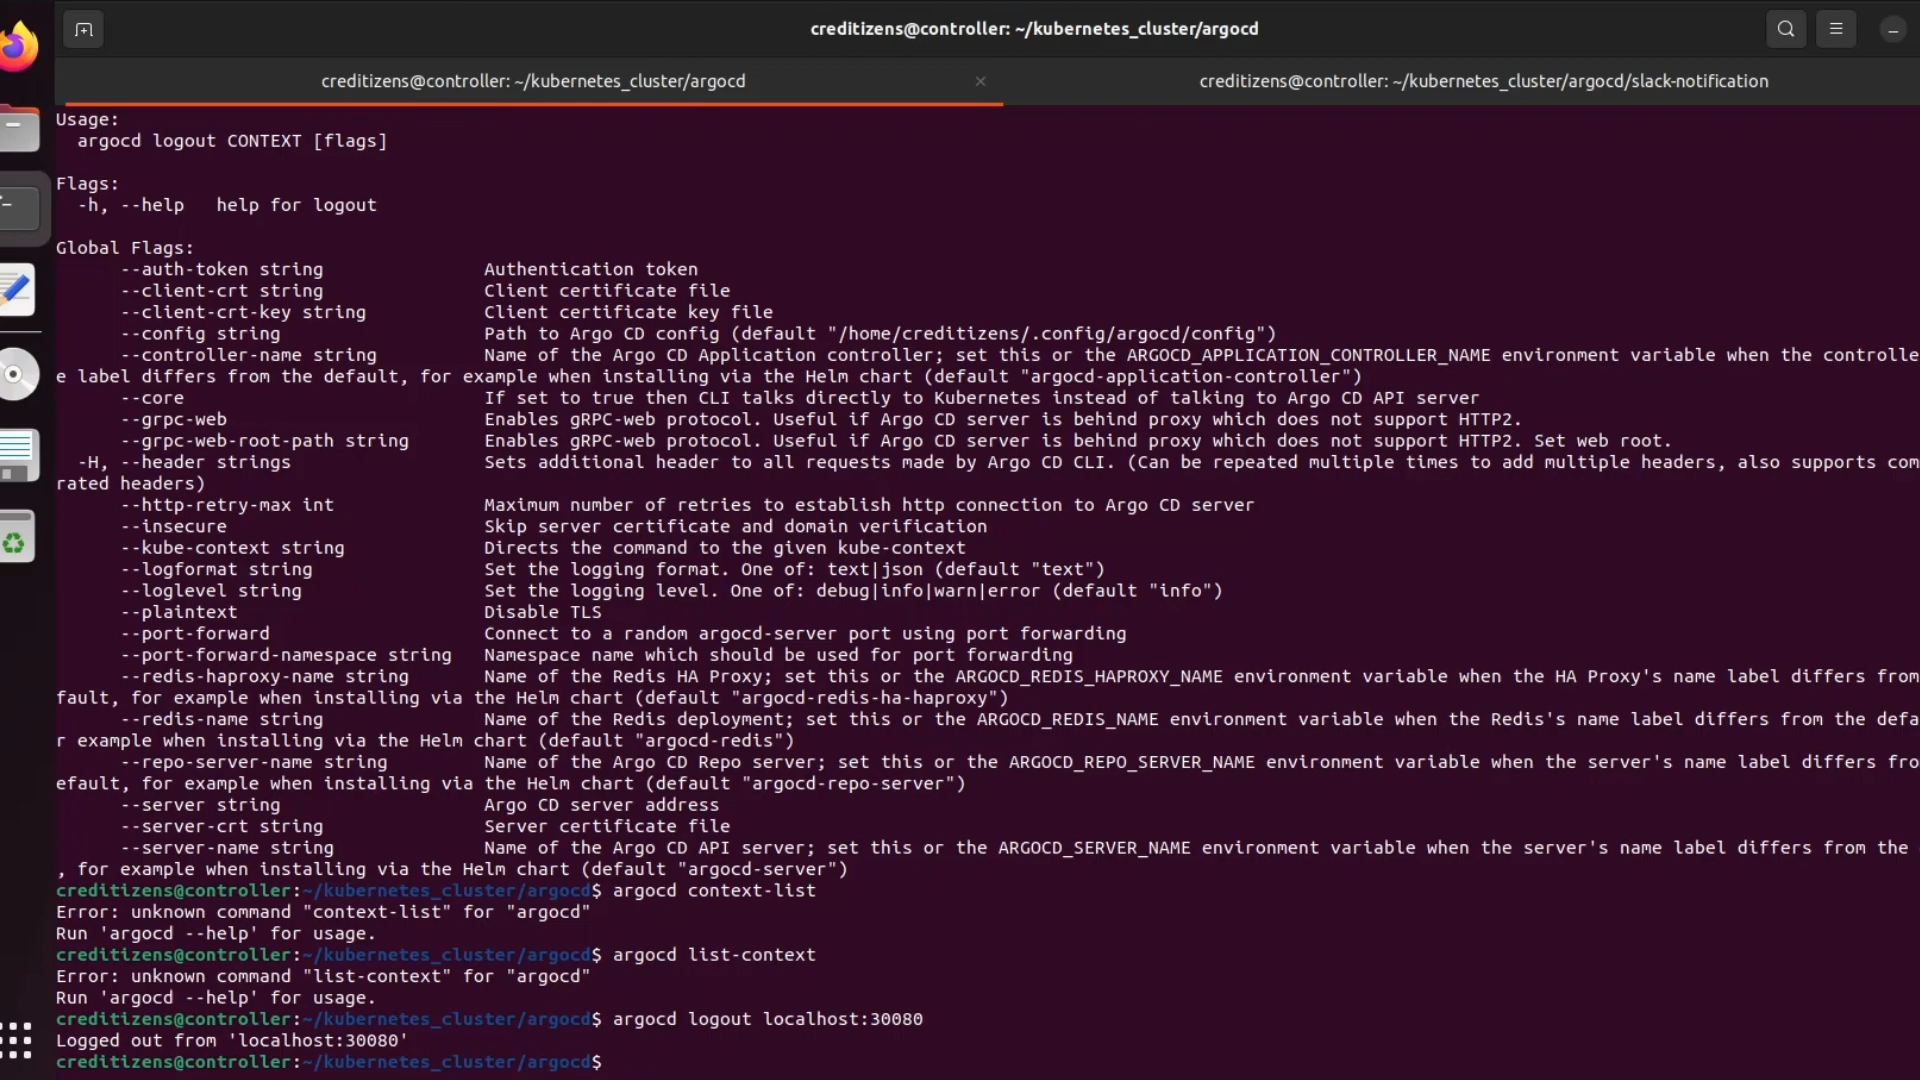 creditizens@controller: ~/kubernetes_cluster/argocd
creditizens@controller: ~/kubernetes_cluster/argocd
creditizens@controller: ~/kubernetes_cluster/argocd/slack-notification
Usage:
  argocd logout CONTEXT [flags]
Flags:
  -h, --help   help for logout
Global Flags:
      --auth-token string               Authentication token
      --client-crt string               Client certificate file
      --client-crt-key string           Client certificate key file
      --config string                   Path to Argo CD config (default "/home/creditizens/.config/argocd/config")
      --controller-name string          Name of the Argo CD Application controller; set this or the ARGOCD_APPLICATION_CONTROLLER_NAME environment variable when the controlle
e label differs from the default, for example when installing via the Helm chart (default "argocd-application-controller")
      --core                            If set to true then CLI talks directly to Kubernetes instead of talking to Argo CD API server
      --grpc-web                        Enables gRPC-web protocol. Useful if Argo CD server is behind proxy which does not support HTTP2.
      --grpc-web-root-path string       Enables gRPC-web protocol. Useful if Argo CD server is behind proxy which does not support HTTP2. Set web root.
  -H, --header strings                  Sets additional header to all requests made by Argo CD CLI. (Can be repeated multiple times to add multiple headers, also supports com
rated headers)
      --http-retry-max int              Maximum number of retries to establish http connection to Argo CD server
      --insecure                        Skip server certificate and domain verification
      --kube-context string             Directs the command to the given kube-context
      --logformat string                Set the logging format. One of: text|json (default "text")
      --loglevel string                 Set the logging level. One of: debug|info|warn|error (default "info")
      --plaintext                       Disable TLS
      --port-forward                    Connect to a random argocd-server port using port forwarding
      --port-forward-namespace string   Namespace name which should be used for port forwarding
      --redis-haproxy-name string       Name of the Redis HA Proxy; set this or the ARGOCD_REDIS_HAPROXY_NAME environment variable when the HA Proxy's name label differs from
fault, for example when installing via the Helm chart (default "argocd-redis-ha-haproxy")
      --redis-name string               Name of the Redis deployment; set this or the ARGOCD_REDIS_NAME environment variable when the Redis's name label differs from the defa
r example when installing via the Helm chart (default "argocd-redis")
      --repo-server-name string         Name of the Argo CD Repo server; set this or the ARGOCD_REPO_SERVER_NAME environment variable when the server's name label differs fro
efault, for example when installing via the Helm chart (default "argocd-repo-server")
      --server string                   Argo CD server address
      --server-crt string               Server certificate file
      --server-name string              Name of the Argo CD API server; set this or the ARGOCD_SERVER_NAME environment variable when the server's name label differs from the
, for example when installing via the Helm chart (default "argocd-server")
creditizens@controller:~/kubernetes_cluster/argocd$ argocd context-list
Error: unknown command "context-list" for "argocd"
Run 'argocd --help' for usage.
creditizens@controller:~/kubernetes_cluster/argocd$ argocd list-context
Error: unknown command "list-context" for "argocd"
Run 'argocd --help' for usage.
creditizens@controller:~/kubernetes_cluster/argocd$ argocd logout localhost:30080
Logged out from 'localhost:30080'
creditizens@controller:~/kubernetes_cluster/argocd$